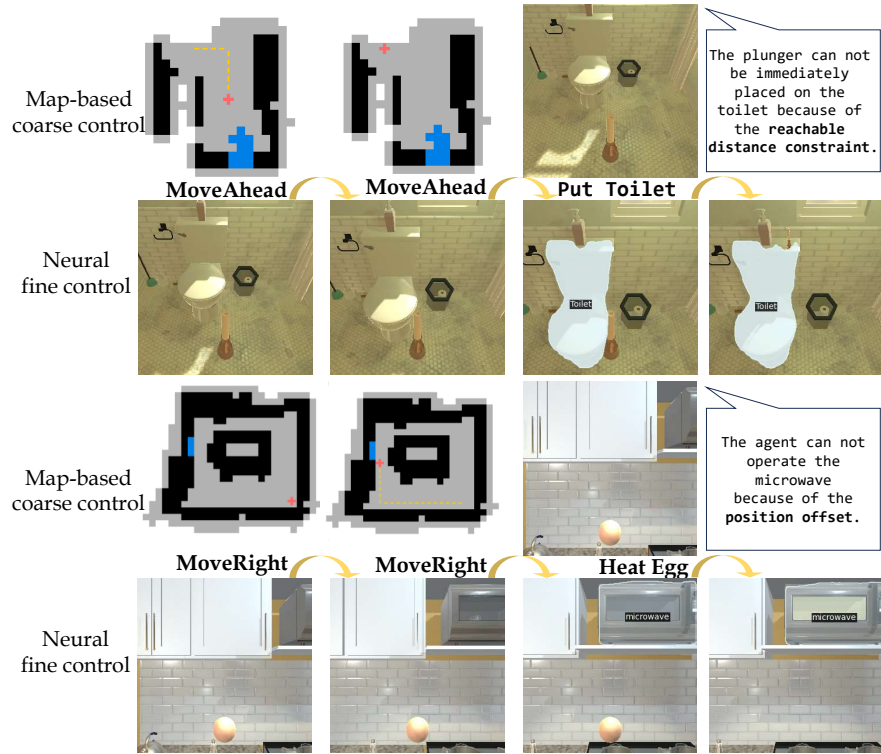 Map-based
coarse control
The plunger can not
be immediately
placed on the
toilet because of
the reachable
distance constraint.
MoveAhead
MoveAhead
Put Toilet
Neural
fine control
Toilet
Toilet
Map-based
coarse control
The agent can not
operate the
microwave
because of the
position offset.
MoveRight
MoveRight
Heat Egg
Neural
fine control
microwave
microwave